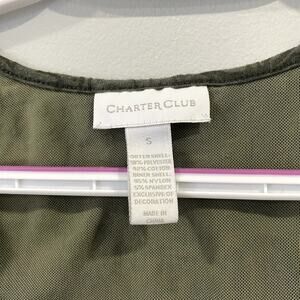 CHARTER CLUB
S
OUTER SHELL:
18% POLYESTER
82% COTTON
INNER SHELL:
95% NYLON
5% SPANDEX
EXCLUSIVE OF
DECORATION
MADE IN
CHINA